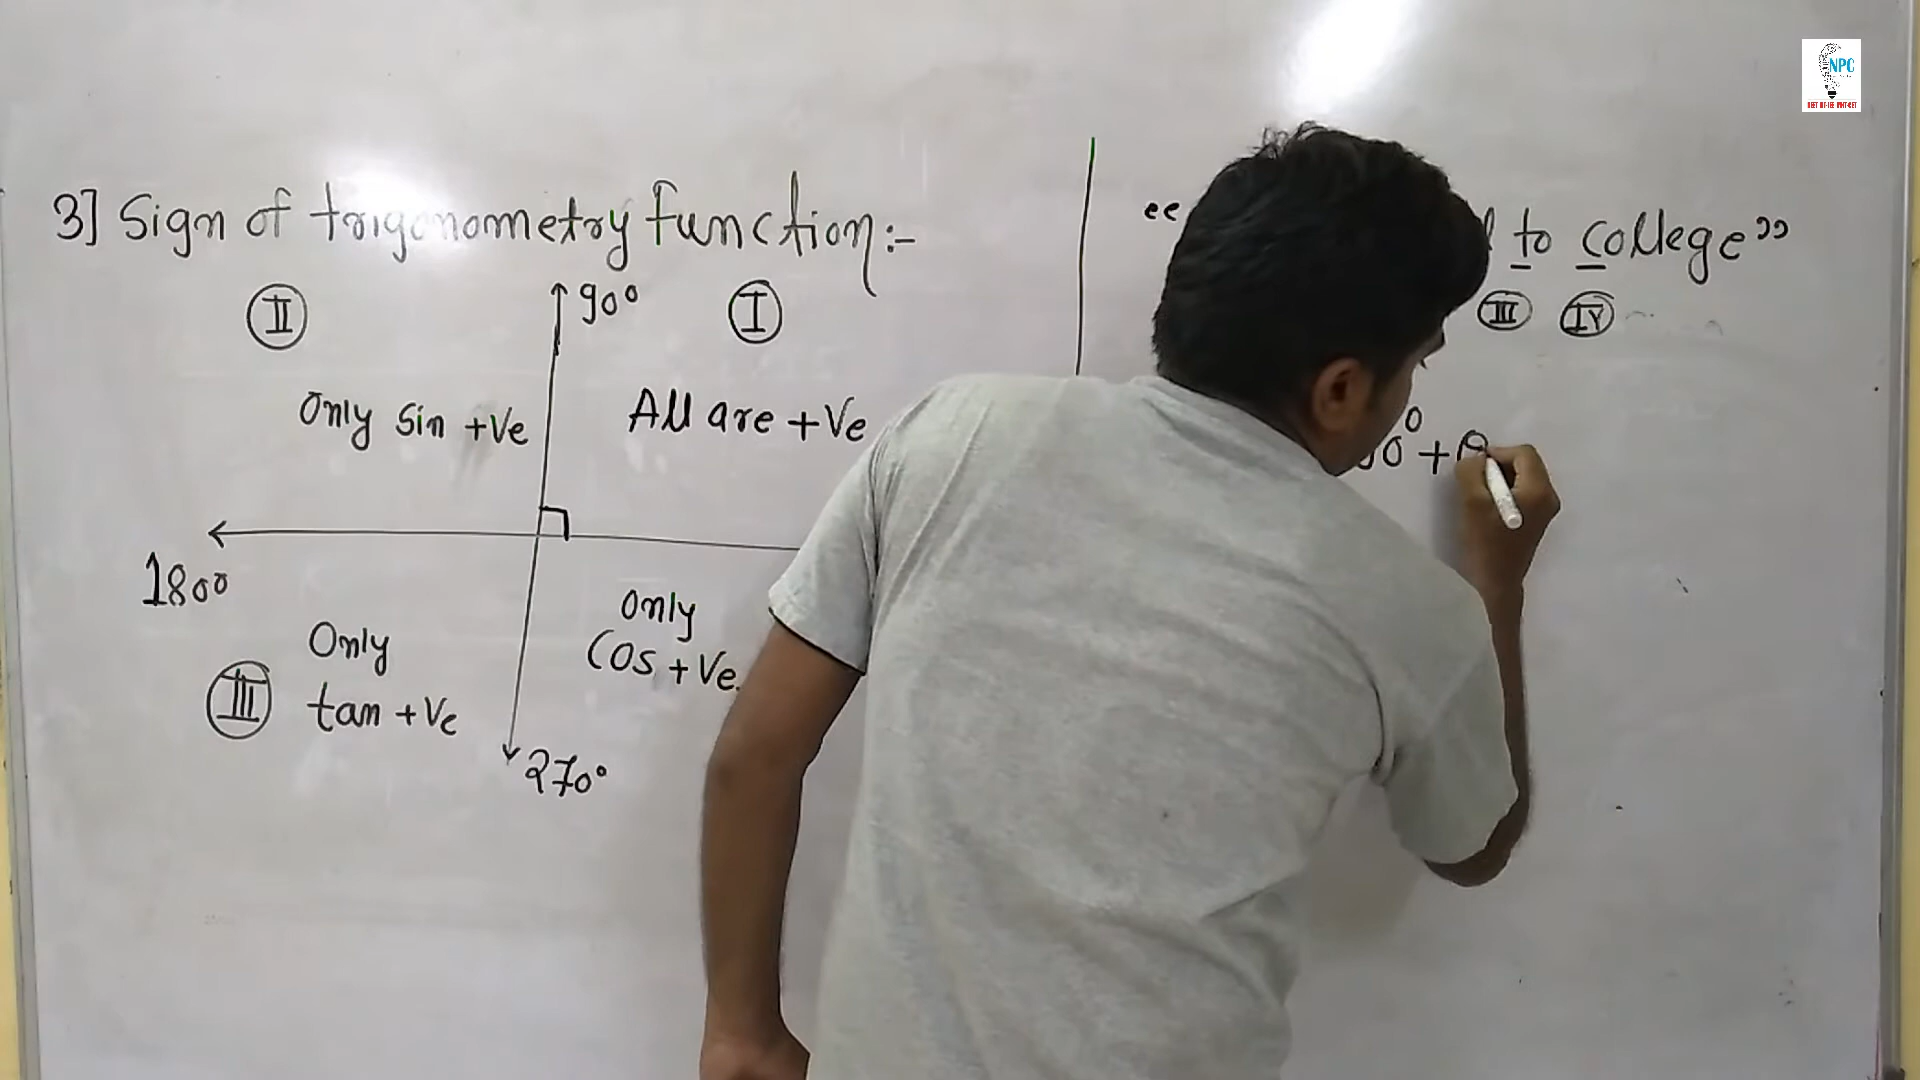 3] Sign of trigonometry function:-
II
90°
I
Only Sin +Ve
All are +Ve
180°
Only
III tan +Ve
only
Cos +Ve.
270°
“ to college”
III IV
0° + θ
NPC